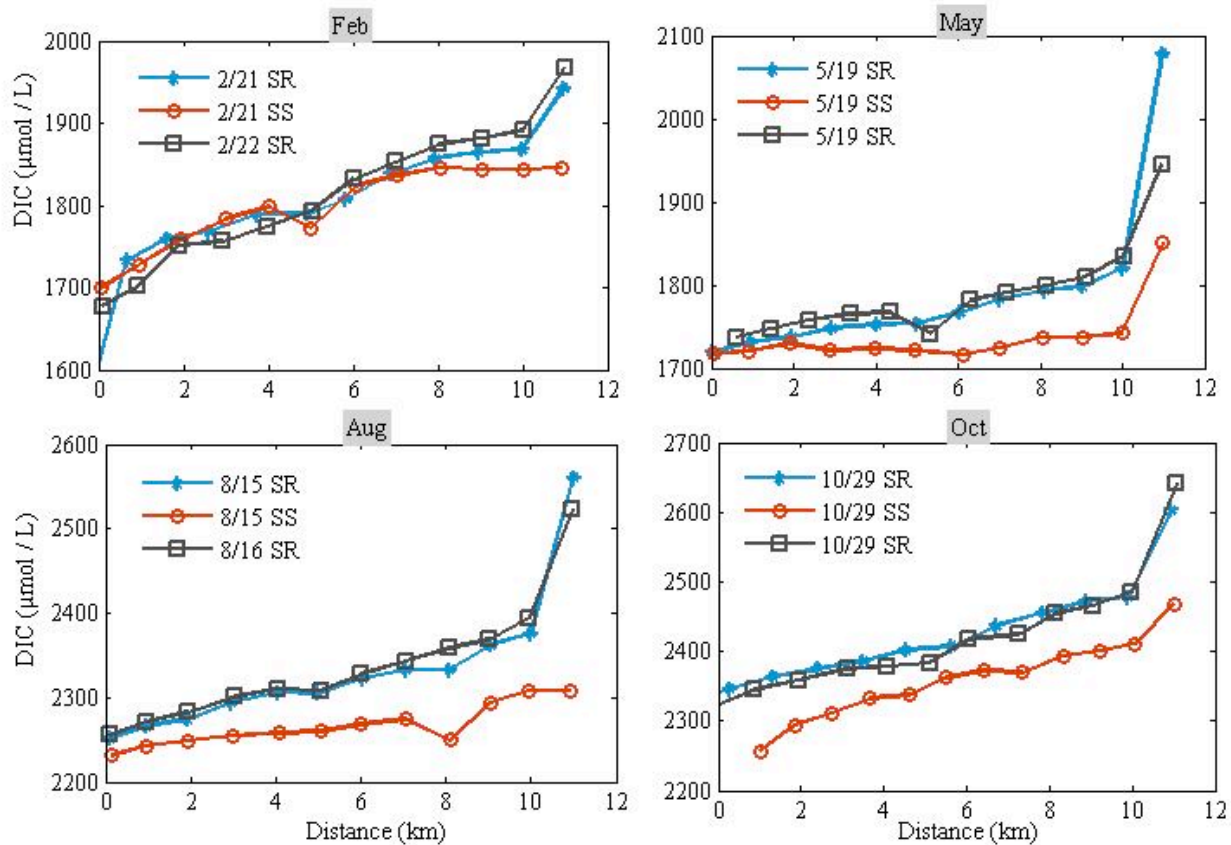 Feb
DIC (µmol / L)
2000
1900
1800
1700
1600
2/21 SR
2/21 SS
2/22 SR
0 2 4 6 8 10 12
May
2100
2000
1900
1800
1700
5/19 SR
5/19 SS
5/19 SR
0 2 4 6 8 10 12
Aug
DIC (µmol / L)
2600
2500
2400
2300
2200
8/15 SR
8/15 SS
8/16 SR
0 2 4 6 8 10 12
Distance (km)
Oct
2700
2600
2500
2400
2300
2200
10/29 SR
10/29 SS
10/29 SR
0 2 4 6 8 10 12
Distance (km)